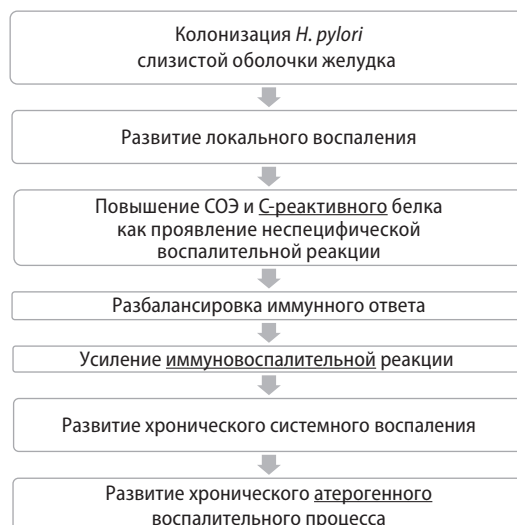 Колонизация H. pylori
слизистой оболочки желудка
Развитие локального воспаления
Повышение СОЭ и С-реактивного белка
как проявление неспецифической
воспалительной реакции
Разбалансировка иммунного ответа
Усиление иммуновоспалительной реакции
Развитие хронического системного воспаления
Развитие хронического атерогенного
воспалительного процесса